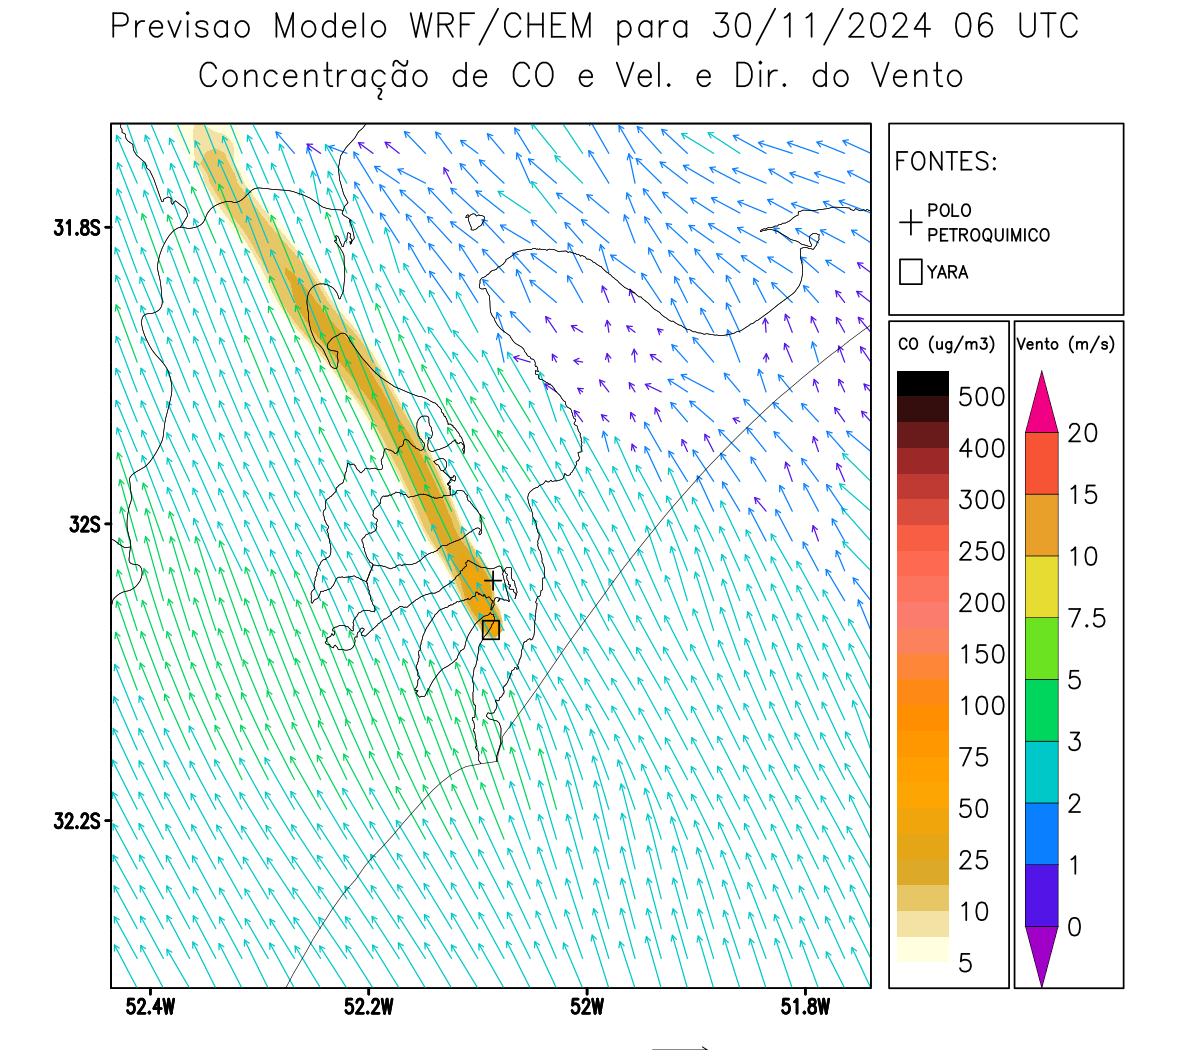 Previsao Modelo WRF/CHEM para 30/11/2024 06 UTC
Concentração de CO e Vel. e Dir. do Vento
FONTES:
POLO
PETROQUIMICO
YARA
CO (ug/m3)
500
400
300
250
200
150
100
75
50
25
10
5
Vento (m/s)
20
15
10
7.5
5
3
2
1
0
31.8S
32S
32.2S
52.4W
52.2W
52W
51.8W